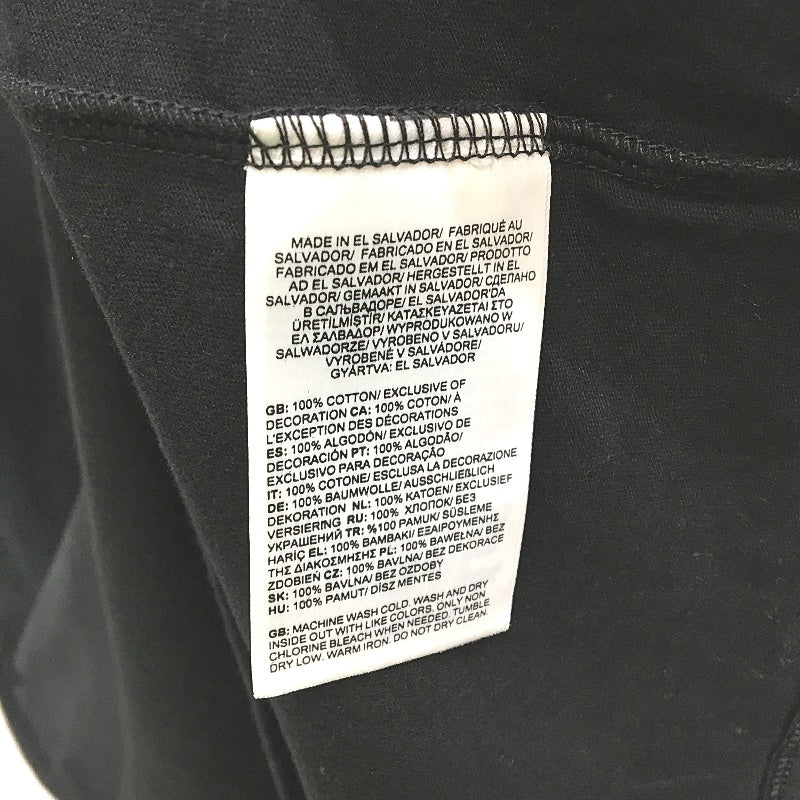 MADE IN EL SALVADOR/ FABRIQUÉ AU
SALVADOR/ FABRICADO EN EL SALVADOR/
FABRICADO EM EL SALVADOR/ PRODOTTO
AD EL SALVADOR/ HERGESTELLT IN EL
SALVADOR/ GEMAAKT IN SALVADOR/ СДЕЛАНО
В САЛЬВАДОРЕ/ EL SALVADOR'DA
ÜRETİLMİŞTİR/ ΚΑΤΑΣΚΕΥΑΖΕΤΑΙ ΣΤΟ
ΕΛ ΣΑΛΒΑΔΟΡ/ WYPRODUKOWANO W
SALWADORZE/ VYROBENO V SALVADORU/
VYROBENÉ V SALVÁDORE/
GYÁRTVA: EL SALVADOR
GB: 100% COTTON/ EXCLUSIVE OF
DECORATION CA: 100% COTON/ À
L'EXCEPTION DES DÉCORATIONS
ES: 100% ALGODÓN/ EXCLUSIVO DE
DECORACIÓN PT: 100% ALGODÃO/
EXCLUSIVO PARA DECORAÇÃO
IT: 100% COTONE/ ESCLUSA LA DECORAZIONE
DE: 100% BAUMWOLLE/ AUSSCHLIEẞLICH
DEKORATION NL: 100% KATOEN/ EXCLUSIEF
VERSIERING RU: 100% ХЛОПОК/ БЕЗ
УКРАШЕНИЙ TR: %100 PAMUK/ SÜSLEME
HARİÇ EL: 100% ΒΑΜΒΑΚΙ/ ΕΞΑΙΡΟΥΜΕΝΗΣ
ΤΗΣ ΔΙΑΚΟΣΜΗΣΗΣ PL: 100% BAWEŁNA/ BEZ
ZDOBIEŃ CZ: 100% BAVLNA/ BEZ DEKORACE
SK: 100% BAVLNA/ BEZ OZDOBY
HU: 100% PAMUT/ DÍSZ MENTES
GB: MACHINE WASH COLD. WASH AND DRY
INSIDE OUT WITH LIKE COLORS. ONLY NON
CHLORINE BLEACH WHEN NEEDED. TUMBLE
DRY LOW. WARM IRON. DO NOT DRY CLEAN.